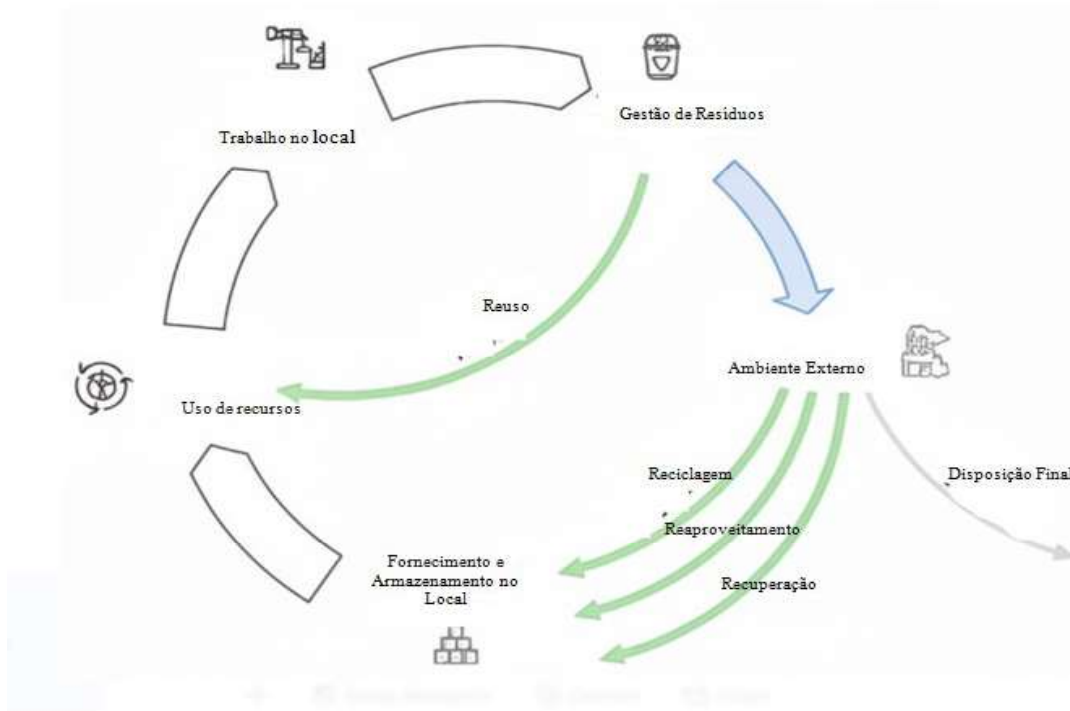 Gestão de Resíduos
Trabalho no local
Reuso
Ambiente Externo
Uso de recursos
Reciclagem
Disposição Final
Reaproveitamento
Fornecimento e
Armazenamento no
Local
Recuperação